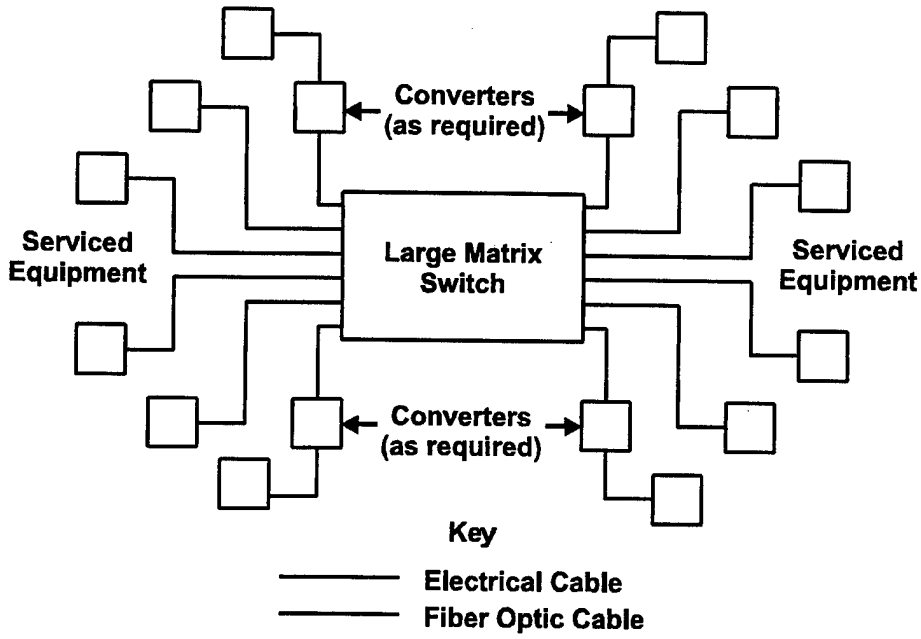 Converters
(as required)
Serviced
Equipment
Large Matrix
Switch
Serviced
Equipment
Converters
(as required)
Key
Electrical Cable
Fiber Optic Cable